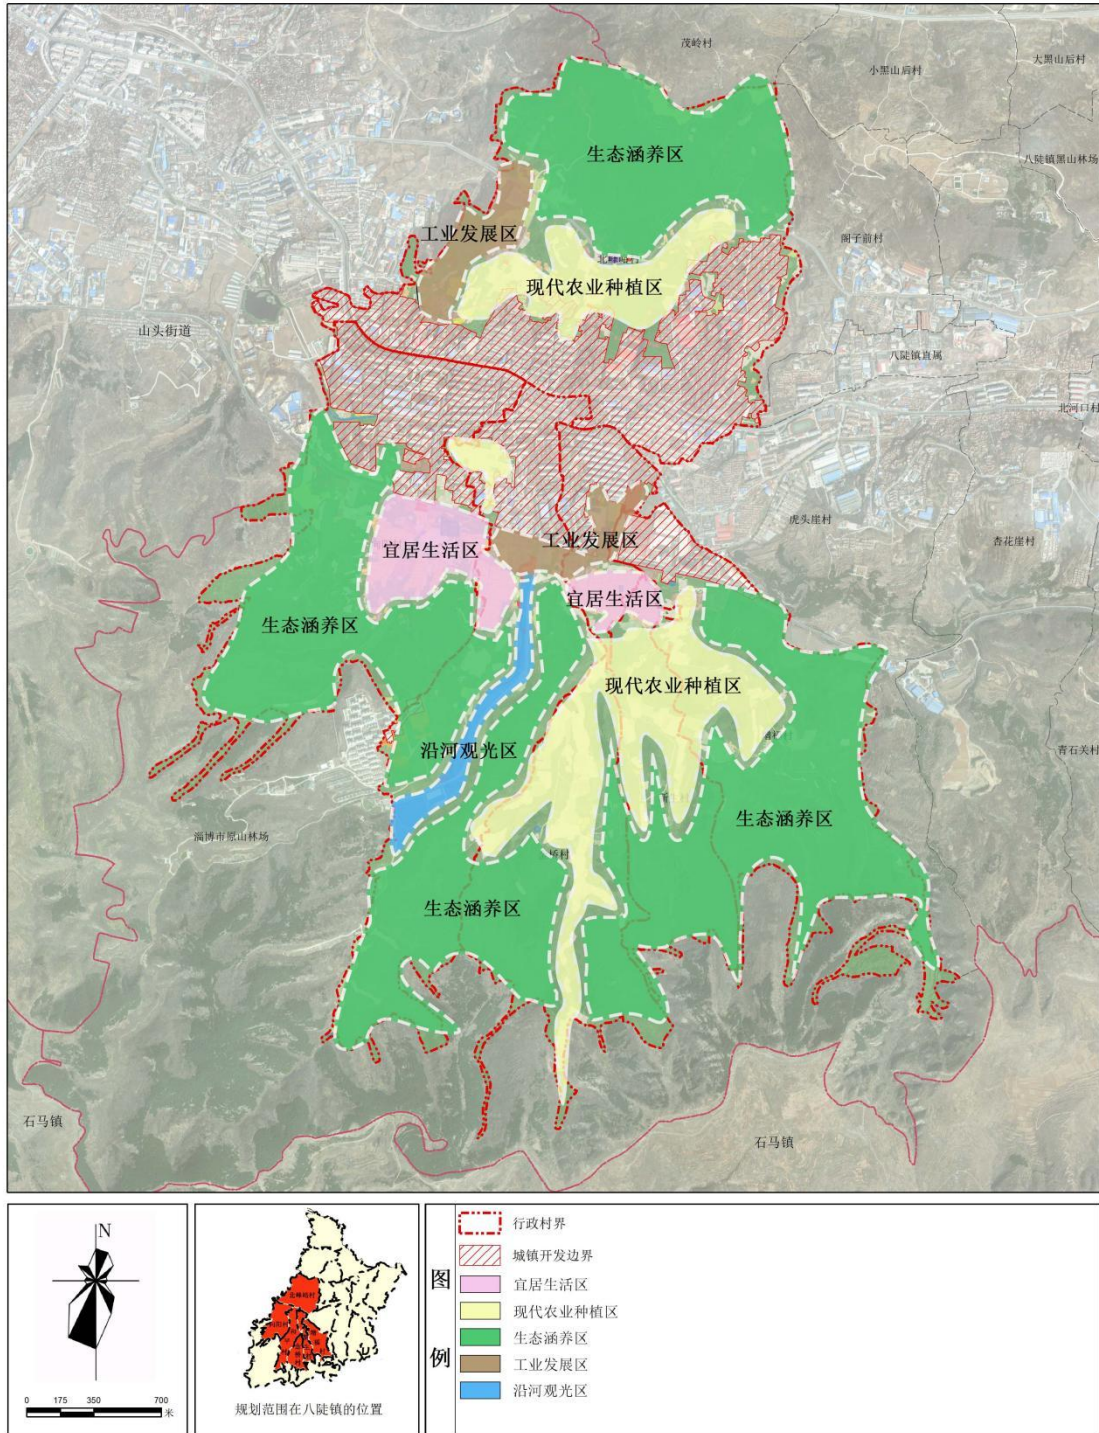 茂岭村
大黑山后村
小黑山后村
生态涵养区
八陡镇黑山林场
工业发展区
阁子前村
现代农业种植区
山头街道
八陡镇直属
北河口村
虎头崖村
工业发展区
杏花崖村
宜居生活区
宜居生活区
生态涵养区
现代农业种植区
沿河观光区
青石关村
淄博市原山林场
生态涵养区
生态涵养区
石马镇
石马镇
N
0 175 350 700
米
规划范围在八陡镇的位置
图例
行政村界
城镇开发边界
宜居生活区
现代农业种植区
生态涵养区
工业发展区
沿河观光区